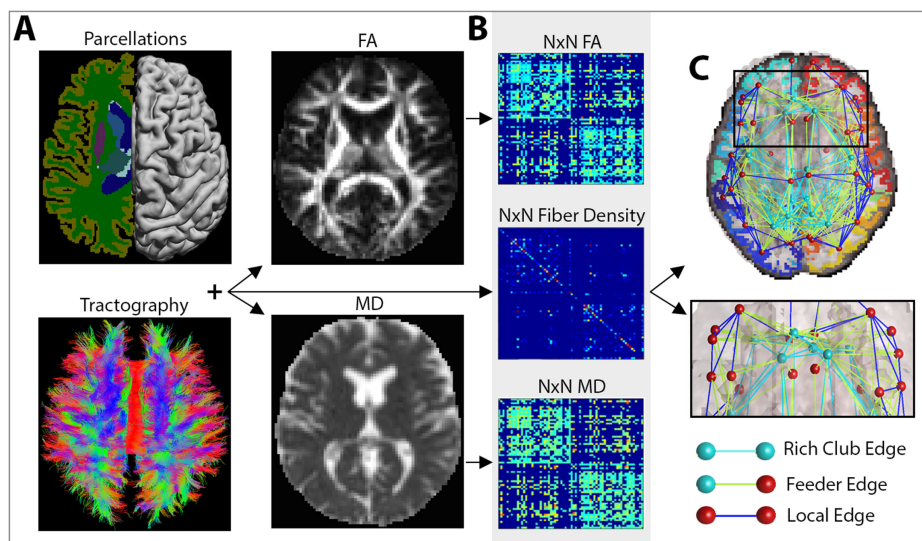 A
Parcellations
FA
B
NxN FA
C
NxN Fiber Density
Tractography
+
MD
NxN MD
Rich Club Edge
Feeder Edge
Local Edge